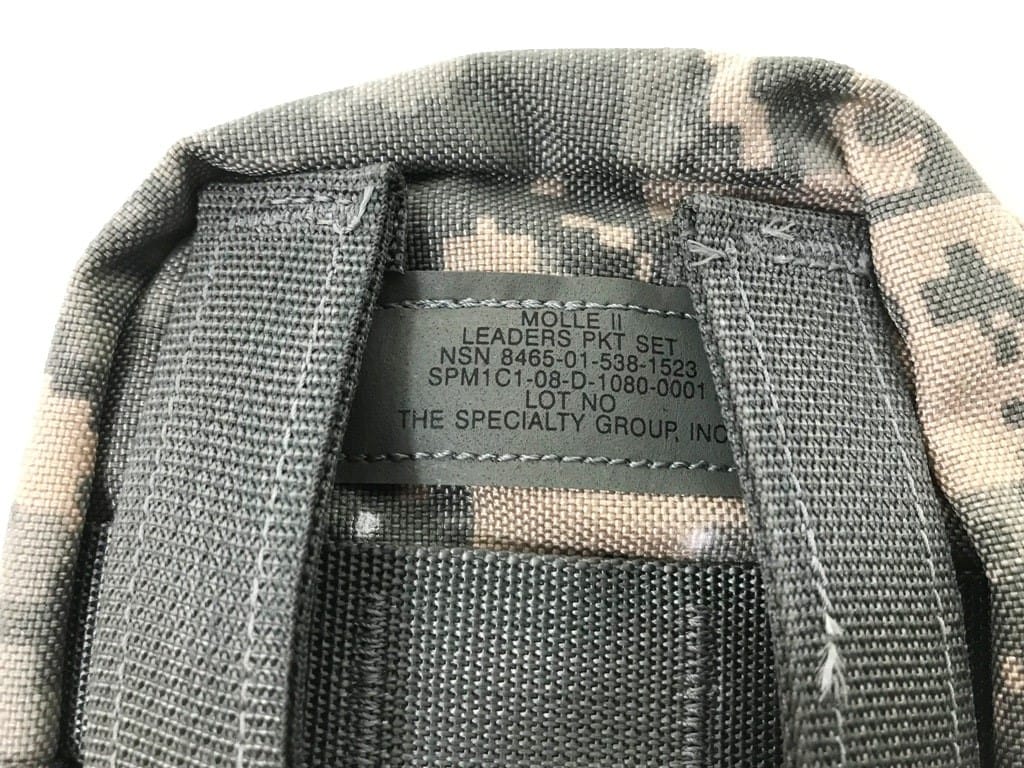 MOLLE II
LEADERS PKT SET
NSN 8465-01-538-1523
SPM1C1-08-D-1080-0001
LOT NO
THE SPECIALTY GROUP, INC